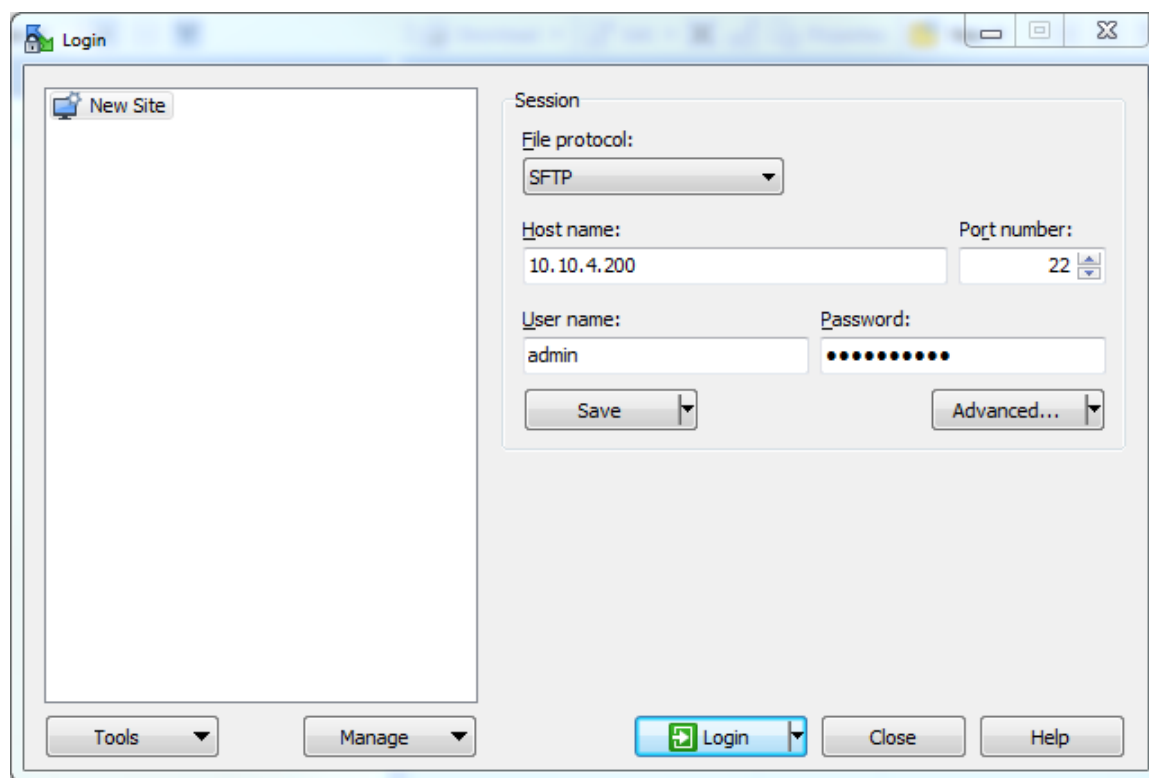 Login
New Site
Session
File protocol:
SFTP
Host name: Port number:
10.10.4.200 22
User name: Password:
admin ●●●●●●●●●●
Save Advanced...
Tools Manage Login Close Help